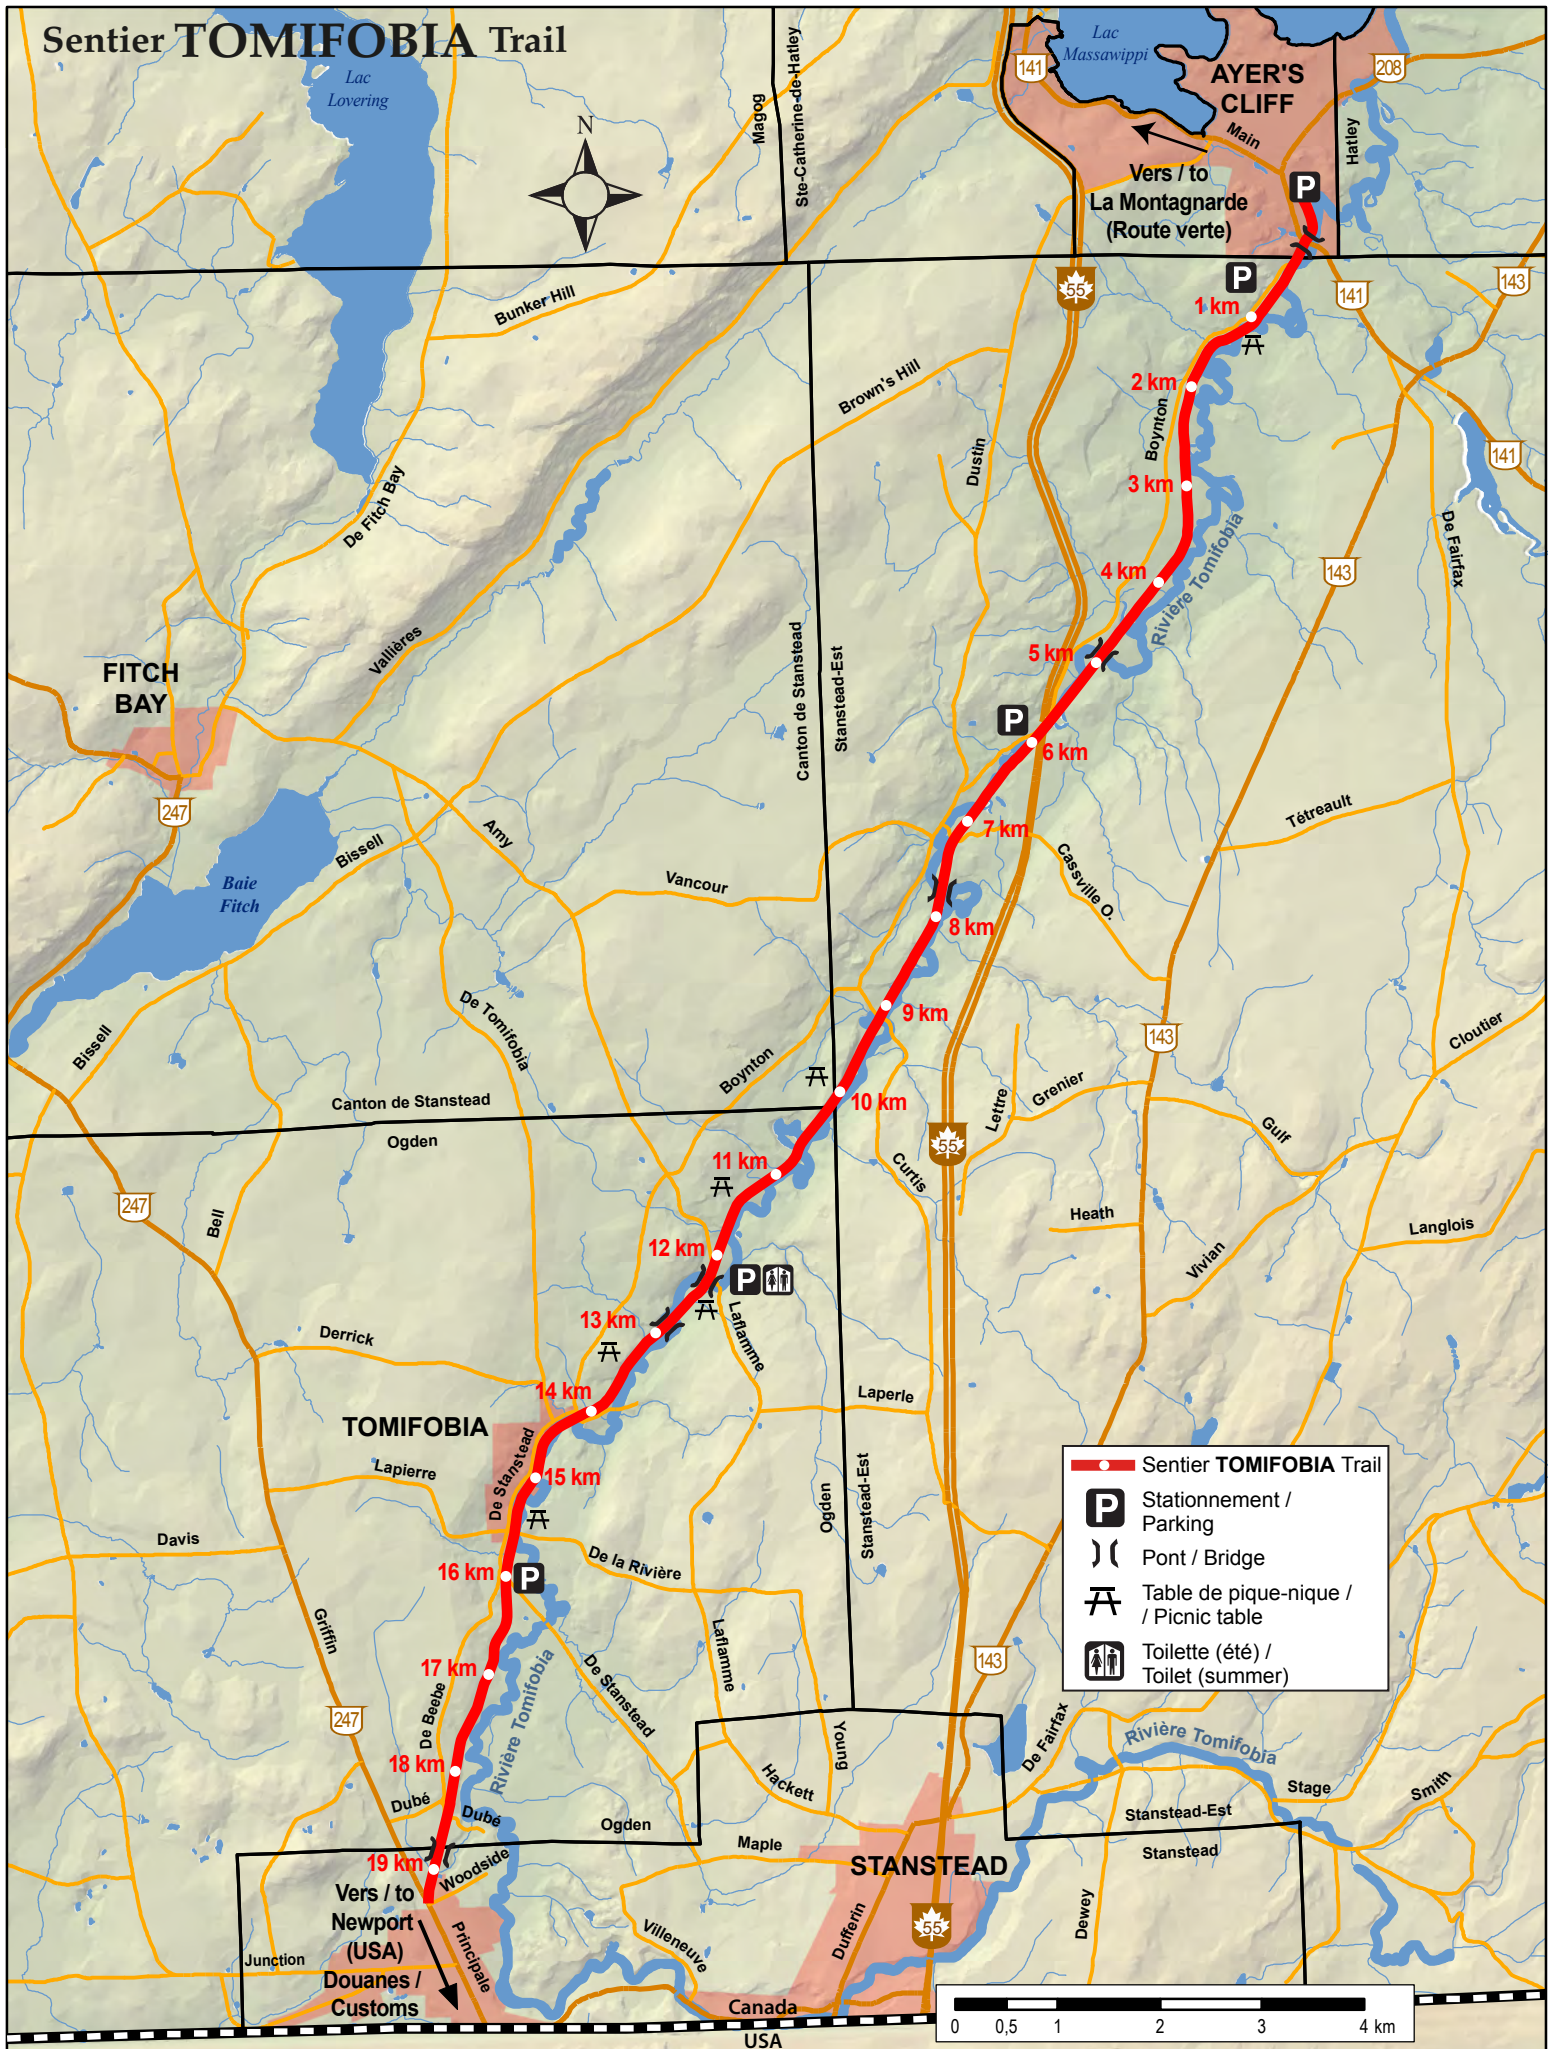 Sentier TOMIFOBIA Trail
Lac
Lovering
N
Magog
Ste-Catherine-de-Hatley
141
Lac
Massawippi
AYER'S
CLIFF
208
Main
Hatley
Vers / to
La Montagnarde
(Route verte)
P
P
55
141
143
1 km
Bunker Hill
Brown's Hill
2 km
Boynton
Dustin
3 km
141
De Fitch Bay
De Fairfax
143
4 km
Rivière Tomifobia
Vallières
5 km
Canton de Stanstead
Stanstead-Est
FITCH
BAY
P
6 km
247
Amy
Bissell
7 km
Tétreault
Cassville O.
Vancour
Baie
Fitch
8 km
De Tomifobia
9 km
Bissell
Boynton
143
Cloutier
Lettre
Grenier
10 km
Canton de Stanstead
Ogden
55
Gulf
11 km
Curtis
247
Bell
Heath
Langlois
12 km
Vivian
P
13 km
Laflamme
Derrick
14 km
Laperle
TOMIFOBIA
De Stanstead
Lapierre
15 km
Ogden
Stanstead-Est
Davis
De la Rivière
16 km
P
Griffin
Laflamme
De Stanstead
17 km
Rivière Tomifobia
143
De Beebe
247
Young
De Fairfax
Rivière Tomifobia
18 km
Hackett
Stage
Smith
Dubé
Dubé
Ogden
Stanstead-Est
Stanstead
Maple
19 km
Woodside
STANSTEAD
Vers / to
Newport
(USA)
Douanes /
Customs
Principale
Junction
Villeneuve
Dufferin
55
Dewey
Canada
USA
Sentier TOMIFOBIA Trail
P
Stationnement /
Parking
Pont / Bridge
Table de pique-nique /
/ Picnic table
Toilette (été) /
Toilet (summer)
0 0,5 1 2 3 4 km